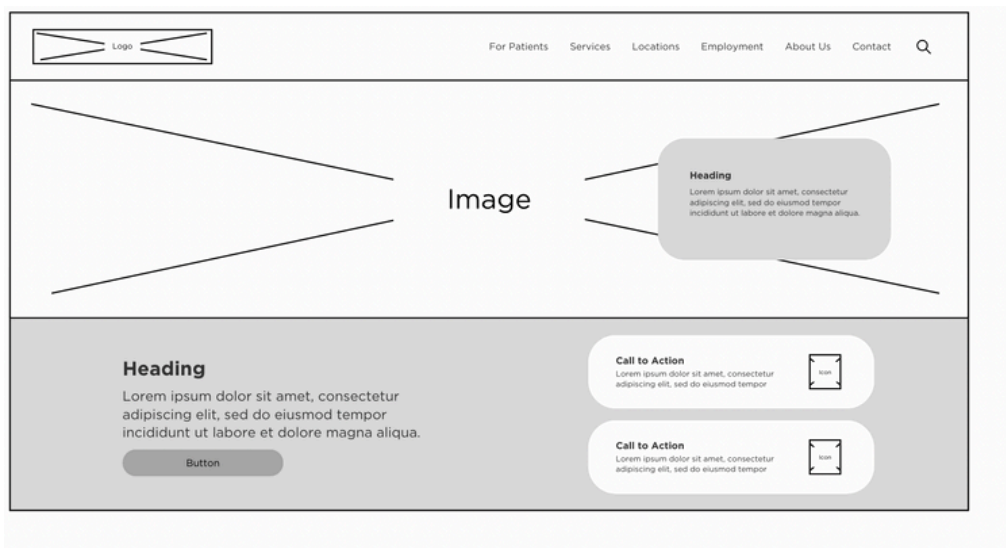 Logo
For Patients
Services
Locations
Employment
About Us
Contact
Image
Heading
Lorem ipsum dolor sit amet, consectetur
adipiscing elit, sed do eiusmod tempor
incididunt ut labore et dolore magna aliqua.
Heading
Lorem ipsum dolor sit amet, consectetur
adipiscing elit, sed do eiusmod tempor
incididunt ut labore et dolore magna aliqua.
Button
Call to Action
Lorem ipsum dolor sit amet, consectetur
adipiscing elit, sed do eiusmod tempor
Icon
Call to Action
Lorem ipsum dolor sit amet, consectetur
adipiscing elit, sed do eiusmod tempor
Icon